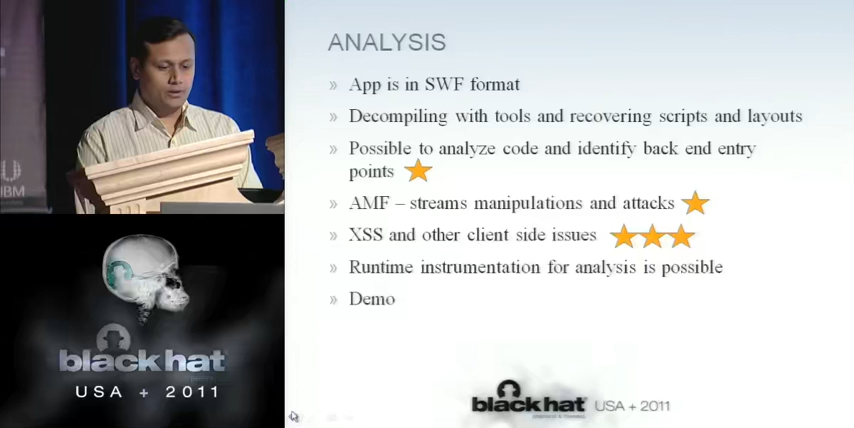 ANALYSIS
» App is in SWF format
» Decompiling with tools and recovering scripts and layouts
» Possible to analyze code and identify back end entry
points
» AMF – streams manipulations and attacks
» XSS and other client side issues
» Runtime instrumentation for analysis is possible
» Demo
UBM
black hat
USA + 2011
black hat USA + 2011